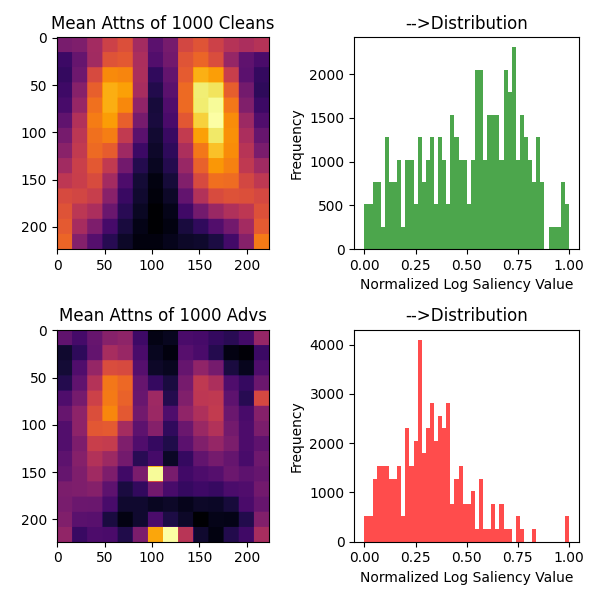 Mean Attns of 1000 Cleans
-->Distribution
0
50
100
150
200
0 50 100 150 200
Frequency
2000
1500
1000
500
0
0.00 0.25 0.50 0.75 1.00
Normalized Log Saliency Value
Mean Attns of 1000 Advs
-->Distribution
0
50
100
150
200
0 50 100 150 200
Frequency
4000
3000
2000
1000
0
0.00 0.25 0.50 0.75 1.00
Normalized Log Saliency Value